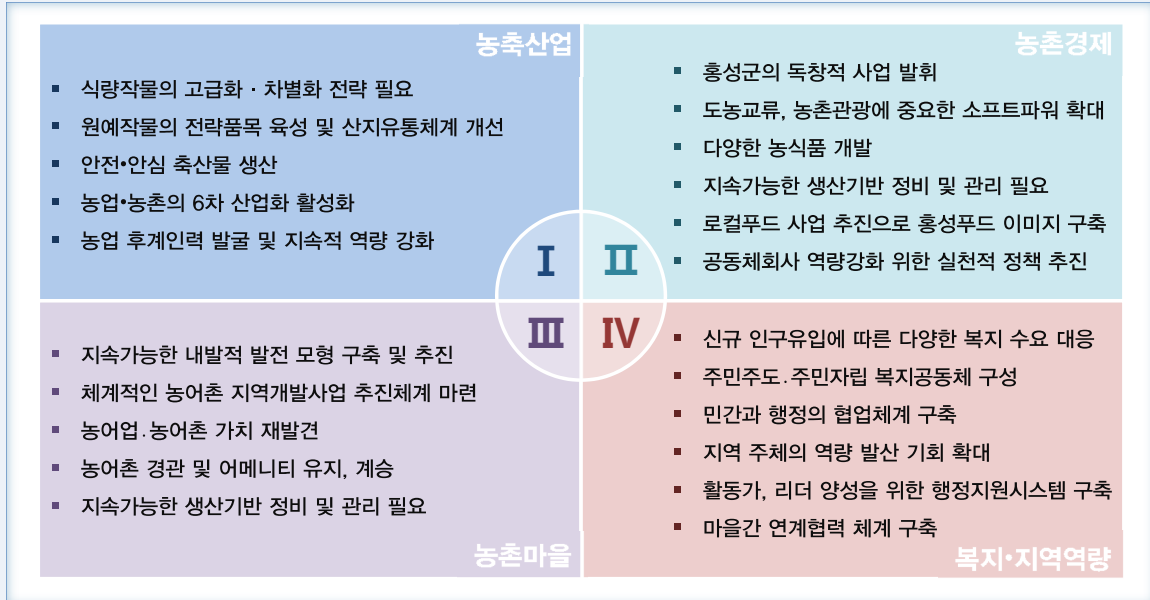 농축산업
식량작물의 고급화 · 차별화 전략 필요
원예작물의 전략품목 육성 및 산지유통체계 개선
안전•안심 축산물 생산
농업•농촌의 6차 산업화 활성화
농업 후계인력 발굴 및 지속적 역량 강화
I
농촌경제
홍성군의 독창적 사업 발휘
도농교류, 농촌관광에 중요한 소프트파워 확대
다양한 농식품 개발
지속가능한 생산기반 정비 및 관리 필요
로컬푸드 사업 추진으로 홍성푸드 이미지 구축
공동체회사 역량강화 위한 실천적 정책 추진
II
III
지속가능한 내발적 발전 모형 구축 및 추진
체계적인 농어촌 지역개발사업 추진체계 마련
농어업.농어촌 가치 재발견
농어촌 경관 및 어메니티 유지, 계승
지속가능한 생산기반 정비 및 관리 필요
농촌마을
IV
신규 인구유입에 따른 다양한 복지 수요 대응
주민주도.주민자립 복지공동체 구성
민간과 행정의 협업체계 구축
지역 주체의 역량 발산 기회 확대
활동가, 리더 양성을 위한 행정지원시스템 구축
마을간 연계협력 체계 구축
복지•지역역량